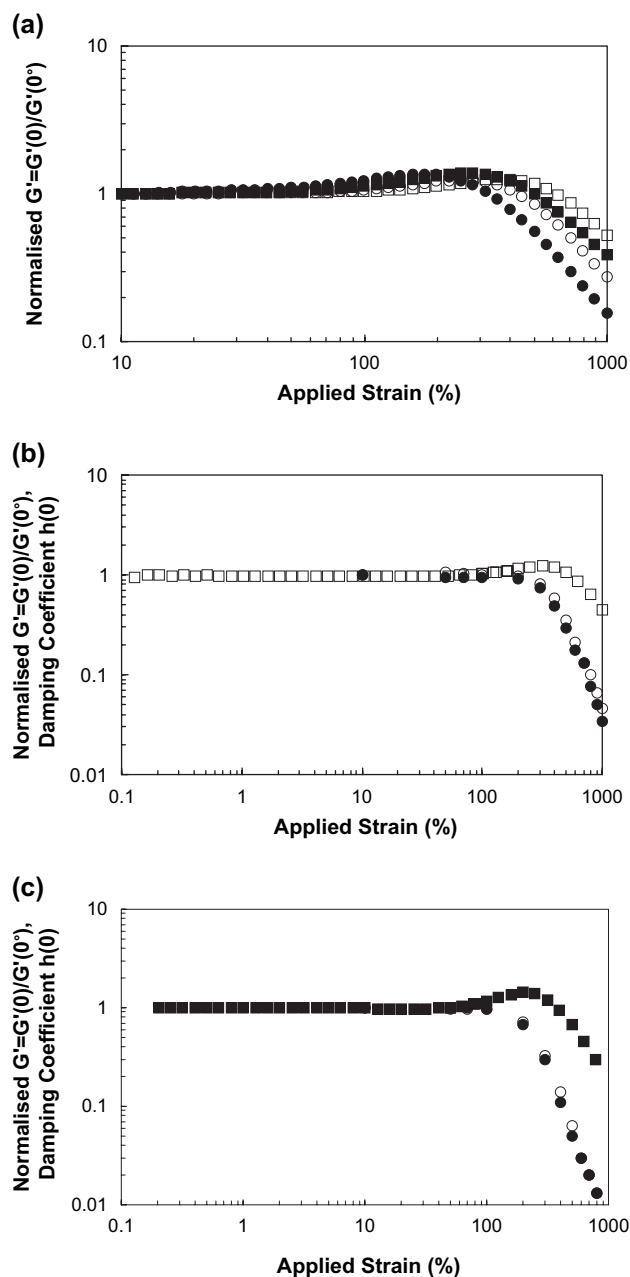 (a)
10
1
0.1
10
100
1000
Normalised G'=G'(0)/G'(0°)
Applied Strain (%)
(b)
10
1
0.1
0.01
0.1
1
10
100
1000
Normalised G'=G'(0)/G'(0°),
Damping Coefficient h(0)
Applied Strain (%)
(c)
10
1
0.1
0.01
0.1
1
10
100
1000
Normalised G'=G'(0)/G'(0°),
Damping Coefficient h(0)
Applied Strain (%)